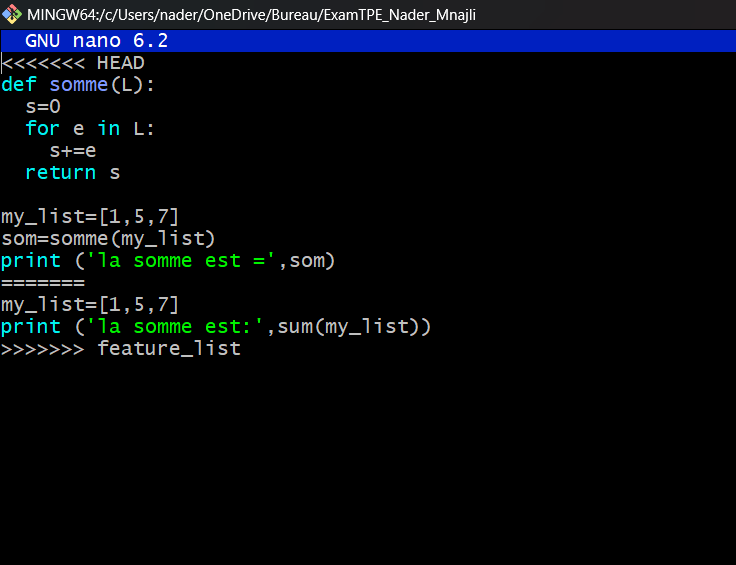 MINGW64:/c/Users/nader/OneDrive/Bureau/ExamTPE_Nader_Mnajli
GNU nano 6.2
<<<<<<< HEAD
def somme(L):
  s=0
  for e in L:
    s+=e
  return s
my_list=[1,5,7]
som=somme(my_list)
print ('la somme est =',som)
=======
my_list=[1,5,7]
print ('la somme est:',sum(my_list))
>>>>>>> feature_list